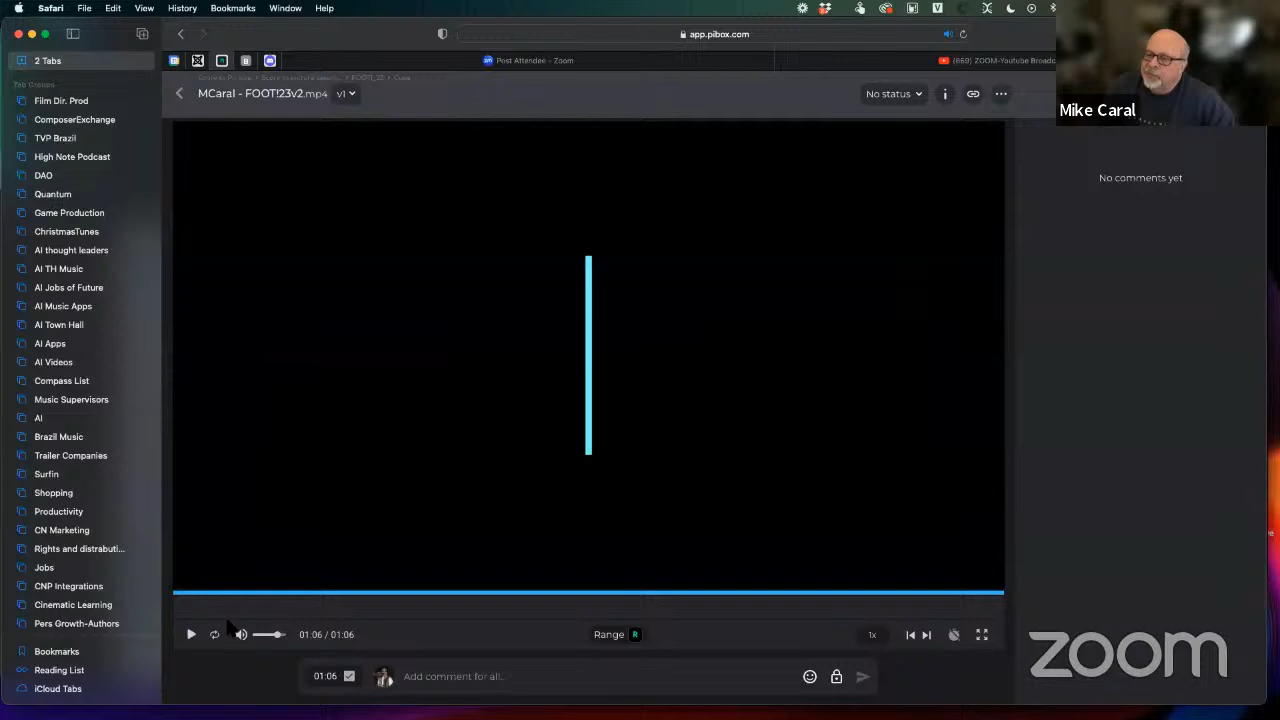 Safari File Edit View History Bookmarks Window Help
app.pibox.com
2 Tabs
Post Attendee - Zoom
(669) ZOOM-Youtube Broadc
Tab Groups
MCaral - FOOT!23v2.mp4 v1
No status
Mike Caral
Film Dir. Prod
ComposerExchange
TVP Brazil
High Note Podcast
DAO
Quantum
Game Production
ChristmasTunes
AI thought leaders
AI TH Music
AI Jobs of Future
AI Music Apps
AI Town Hall
AI Apps
AI Videos
Compass List
Music Supervisors
AI
Brazil Music
Trailer Companies
Surfin
Shopping
Productivity
CN Marketing
Rights and distributi...
Jobs
CNP Integrations
Cinematic Learning
Pers Growth-Authors
Bookmarks
Reading List
iCloud Tabs
No comments yet
01:06 / 01:06
Range R
1x
01:06
Add comment for all...
zoom